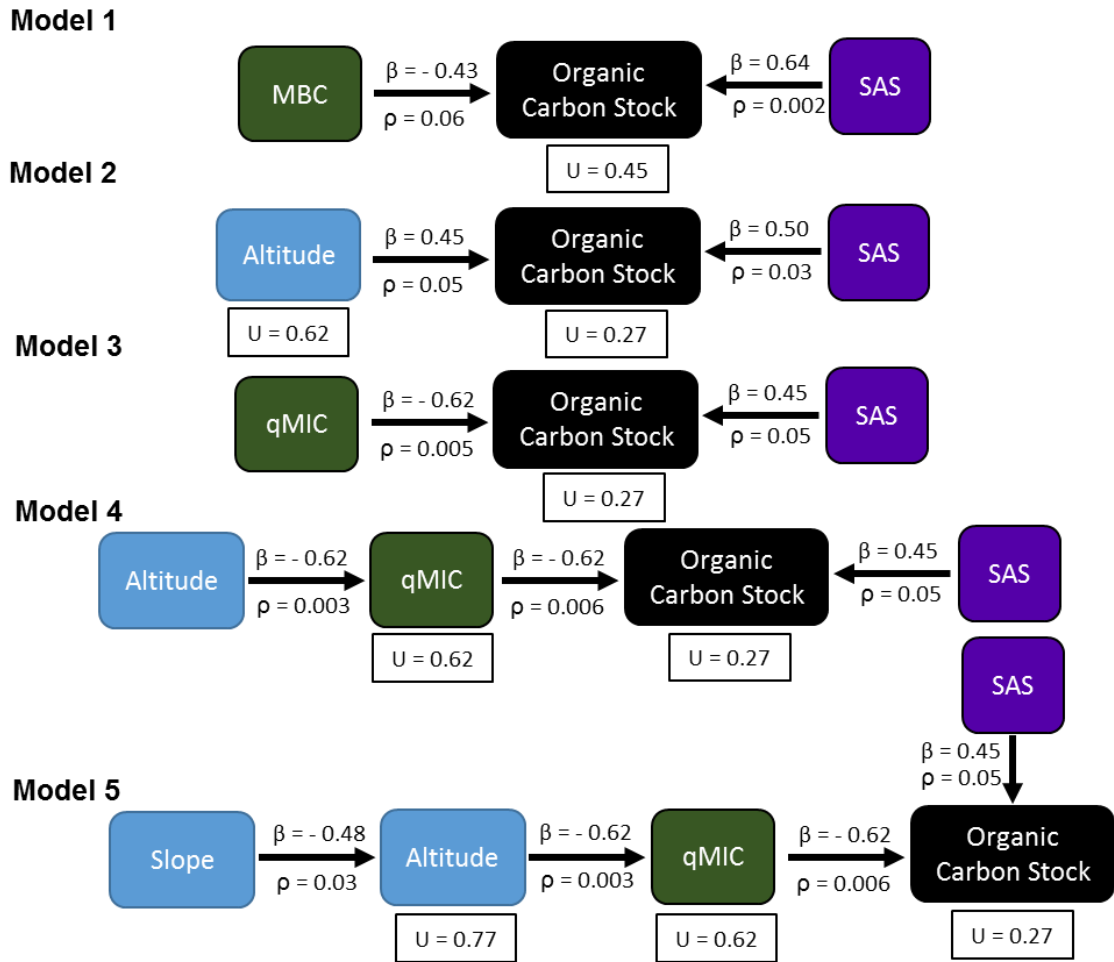 Model 1
MBC
β = - 0.43
ρ = 0.06
Organic
Carbon Stock
β = 0.64
ρ = 0.002
SAS
U = 0.45
Model 2
Altitude
β = 0.45
ρ = 0.05
Organic
Carbon Stock
β = 0.50
ρ = 0.03
SAS
U = 0.62
U = 0.27
Model 3
qMIC
β = - 0.62
ρ = 0.005
Organic
Carbon Stock
β = 0.45
ρ = 0.05
SAS
U = 0.27
Model 4
Altitude
β = - 0.62
ρ = 0.003
qMIC
β = - 0.62
ρ = 0.006
Organic
Carbon Stock
β = 0.45
ρ = 0.05
SAS
U = 0.62
U = 0.27
SAS
β = 0.45
ρ = 0.05
Model 5
Slope
β = - 0.48
ρ = 0.03
Altitude
β = - 0.62
ρ = 0.003
qMIC
β = - 0.62
ρ = 0.006
Organic
Carbon Stock
U = 0.77
U = 0.62
U = 0.27